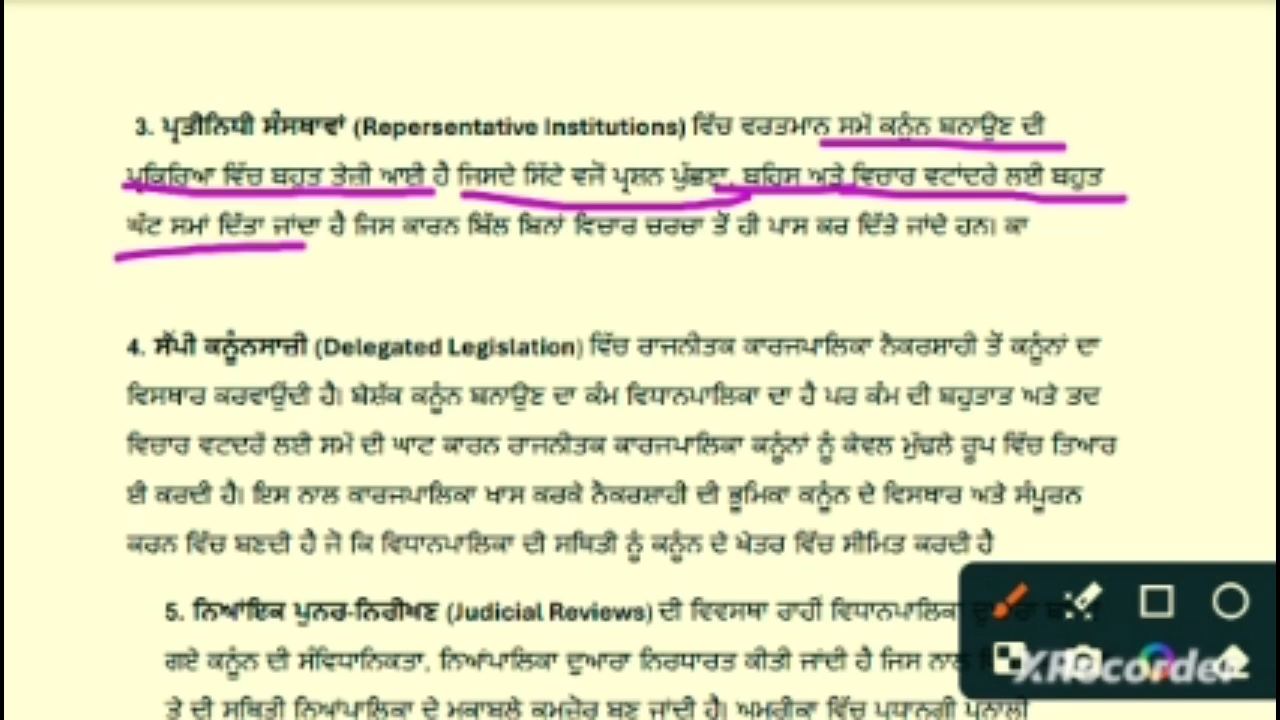 3. ਪ੍ਰਤੀਨਿਧੀ ਸੰਸਥਾਵਾਂ (Repersentative Institutions) ਵਿੱਚ ਵਰਤਮਾਨ ਸਮੇਂ ਕਨੂੰਨ ਬਨਾਉਣ ਦੀ
ਪ੍ਰਕਿਰਿਆ ਵਿੱਚ ਬਹੁਤ ਤੇਜ਼ੀ ਆਈ ਹੈ ਜਿਸਦੇ ਸਿੱਟੇ ਵਜੋਂ ਪ੍ਰਸ਼ਨ ਪੁੱਛਣਾ, ਬਹਿਸ ਅਤੇ ਵਿਚਾਰ ਵਟਾਂਦਰੇ ਲਈ ਬਹੁਤ
ਘੱਟ ਸਮਾਂ ਦਿੱਤਾ ਜਾਂਦਾ ਹੈ ਜਿਸ ਕਾਰਨ ਬਿੱਲ ਬਿਨਾਂ ਵਿਚਾਰ ਚਰਚਾ ਤੋਂ ਹੀ ਪਾਸ ਕਰ ਦਿੱਤੇ ਜਾਂਦੇ ਹਨ। ਕਾ
4. ਸੌਂਪੀ ਕਨੂੰਨਸਾਜ਼ੀ (Delegated Legislation) ਵਿੱਚ ਰਾਜਨੀਤਕ ਕਾਰਜਪਾਲਿਕਾ ਨੌਕਰਸ਼ਾਹੀ ਤੋਂ ਕਨੂੰਨਾਂ ਦਾ
ਵਿਸਥਾਰ ਕਰਵਾਉਂਦੀ ਹੈ। ਬੇਸ਼ੱਕ ਕਨੂੰਨ ਬਨਾਉਣ ਦਾ ਕੰਮ ਵਿਧਾਨਪਾਲਿਕਾ ਦਾ ਹੈ ਪਰ ਕੰਮ ਦੀ ਬਹੁਤਾਤ ਅਤੇ ਤਦ
ਵਿਚਾਰ ਵਟਦਰੇ ਲਈ ਸਮੇਂ ਦੀ ਘਾਟ ਕਾਰਨ ਰਾਜਨੀਤਕ ਕਾਰਜਪਾਲਿਕਾ ਕਨੂੰਨਾਂ ਨੂੰ ਕੇਵਲ ਮੁੱਢਲੇ ਰੂਪ ਵਿੱਚ ਤਿਆਰ
ਈ ਕਰਦੀ ਹੈ। ਇਸ ਨਾਲ ਕਾਰਜਪਾਲਿਕਾ ਖਾਸ ਕਰਕੇ ਨੌਕਰਸ਼ਾਹੀ ਦੀ ਭੂਮਿਕਾ ਕਨੂੰਨ ਦੇ ਵਿਸਥਾਰ ਅਤੇ ਸੰਪੂਰਨ
ਕਰਨ ਵਿੱਚ ਬਣਦੀ ਹੈ ਜੋ ਕਿ ਵਿਧਾਨਪਾਲਿਕਾ ਦੀ ਸਥਿਤੀ ਨੂੰ ਕਨੂੰਨ ਦੇ ਖੇਤਰ ਵਿੱਚ ਸੀਮਿਤ ਕਰਦੀ ਹੈ
5. ਨਿਆਂਇਕ ਪੁਨਰ-ਨਿਰੀਖਣ (Judicial Reviews) ਦੀ ਵਿਵਸਥਾ ਰਾਹੀਂ ਵਿਧਾਨਪਾਲਿਕਾ ਦੁਆਰਾ
ਗਏ ਕਨੂੰਨ ਦੀ ਸੰਵਿਧਾਨਿਕਤਾ, ਨਿਆਂਪਾਲਿਕਾ ਦੁਆਰਾ ਨਿਰਧਾਰਤ ਕੀਤੀ ਜਾਂਦੀ ਹੈ ਜਿਸ ਨਾਲ
XRecorder
ਤੇ ਦੀ ਸਥਿਤੀ ਨਿਆਂਪਾਲਿਕਾ ਦੇ ਮੁਕਾਬਲੇ ਕਮਜ਼ੋਰ ਬਣ ਜਾਂਦੀ ਹੈ। ਅਮਰੀਕਾ ਵਿੱਚ ਪ੍ਰਧਾਨਗੀ ਪ੍ਰਨਾਲੀ